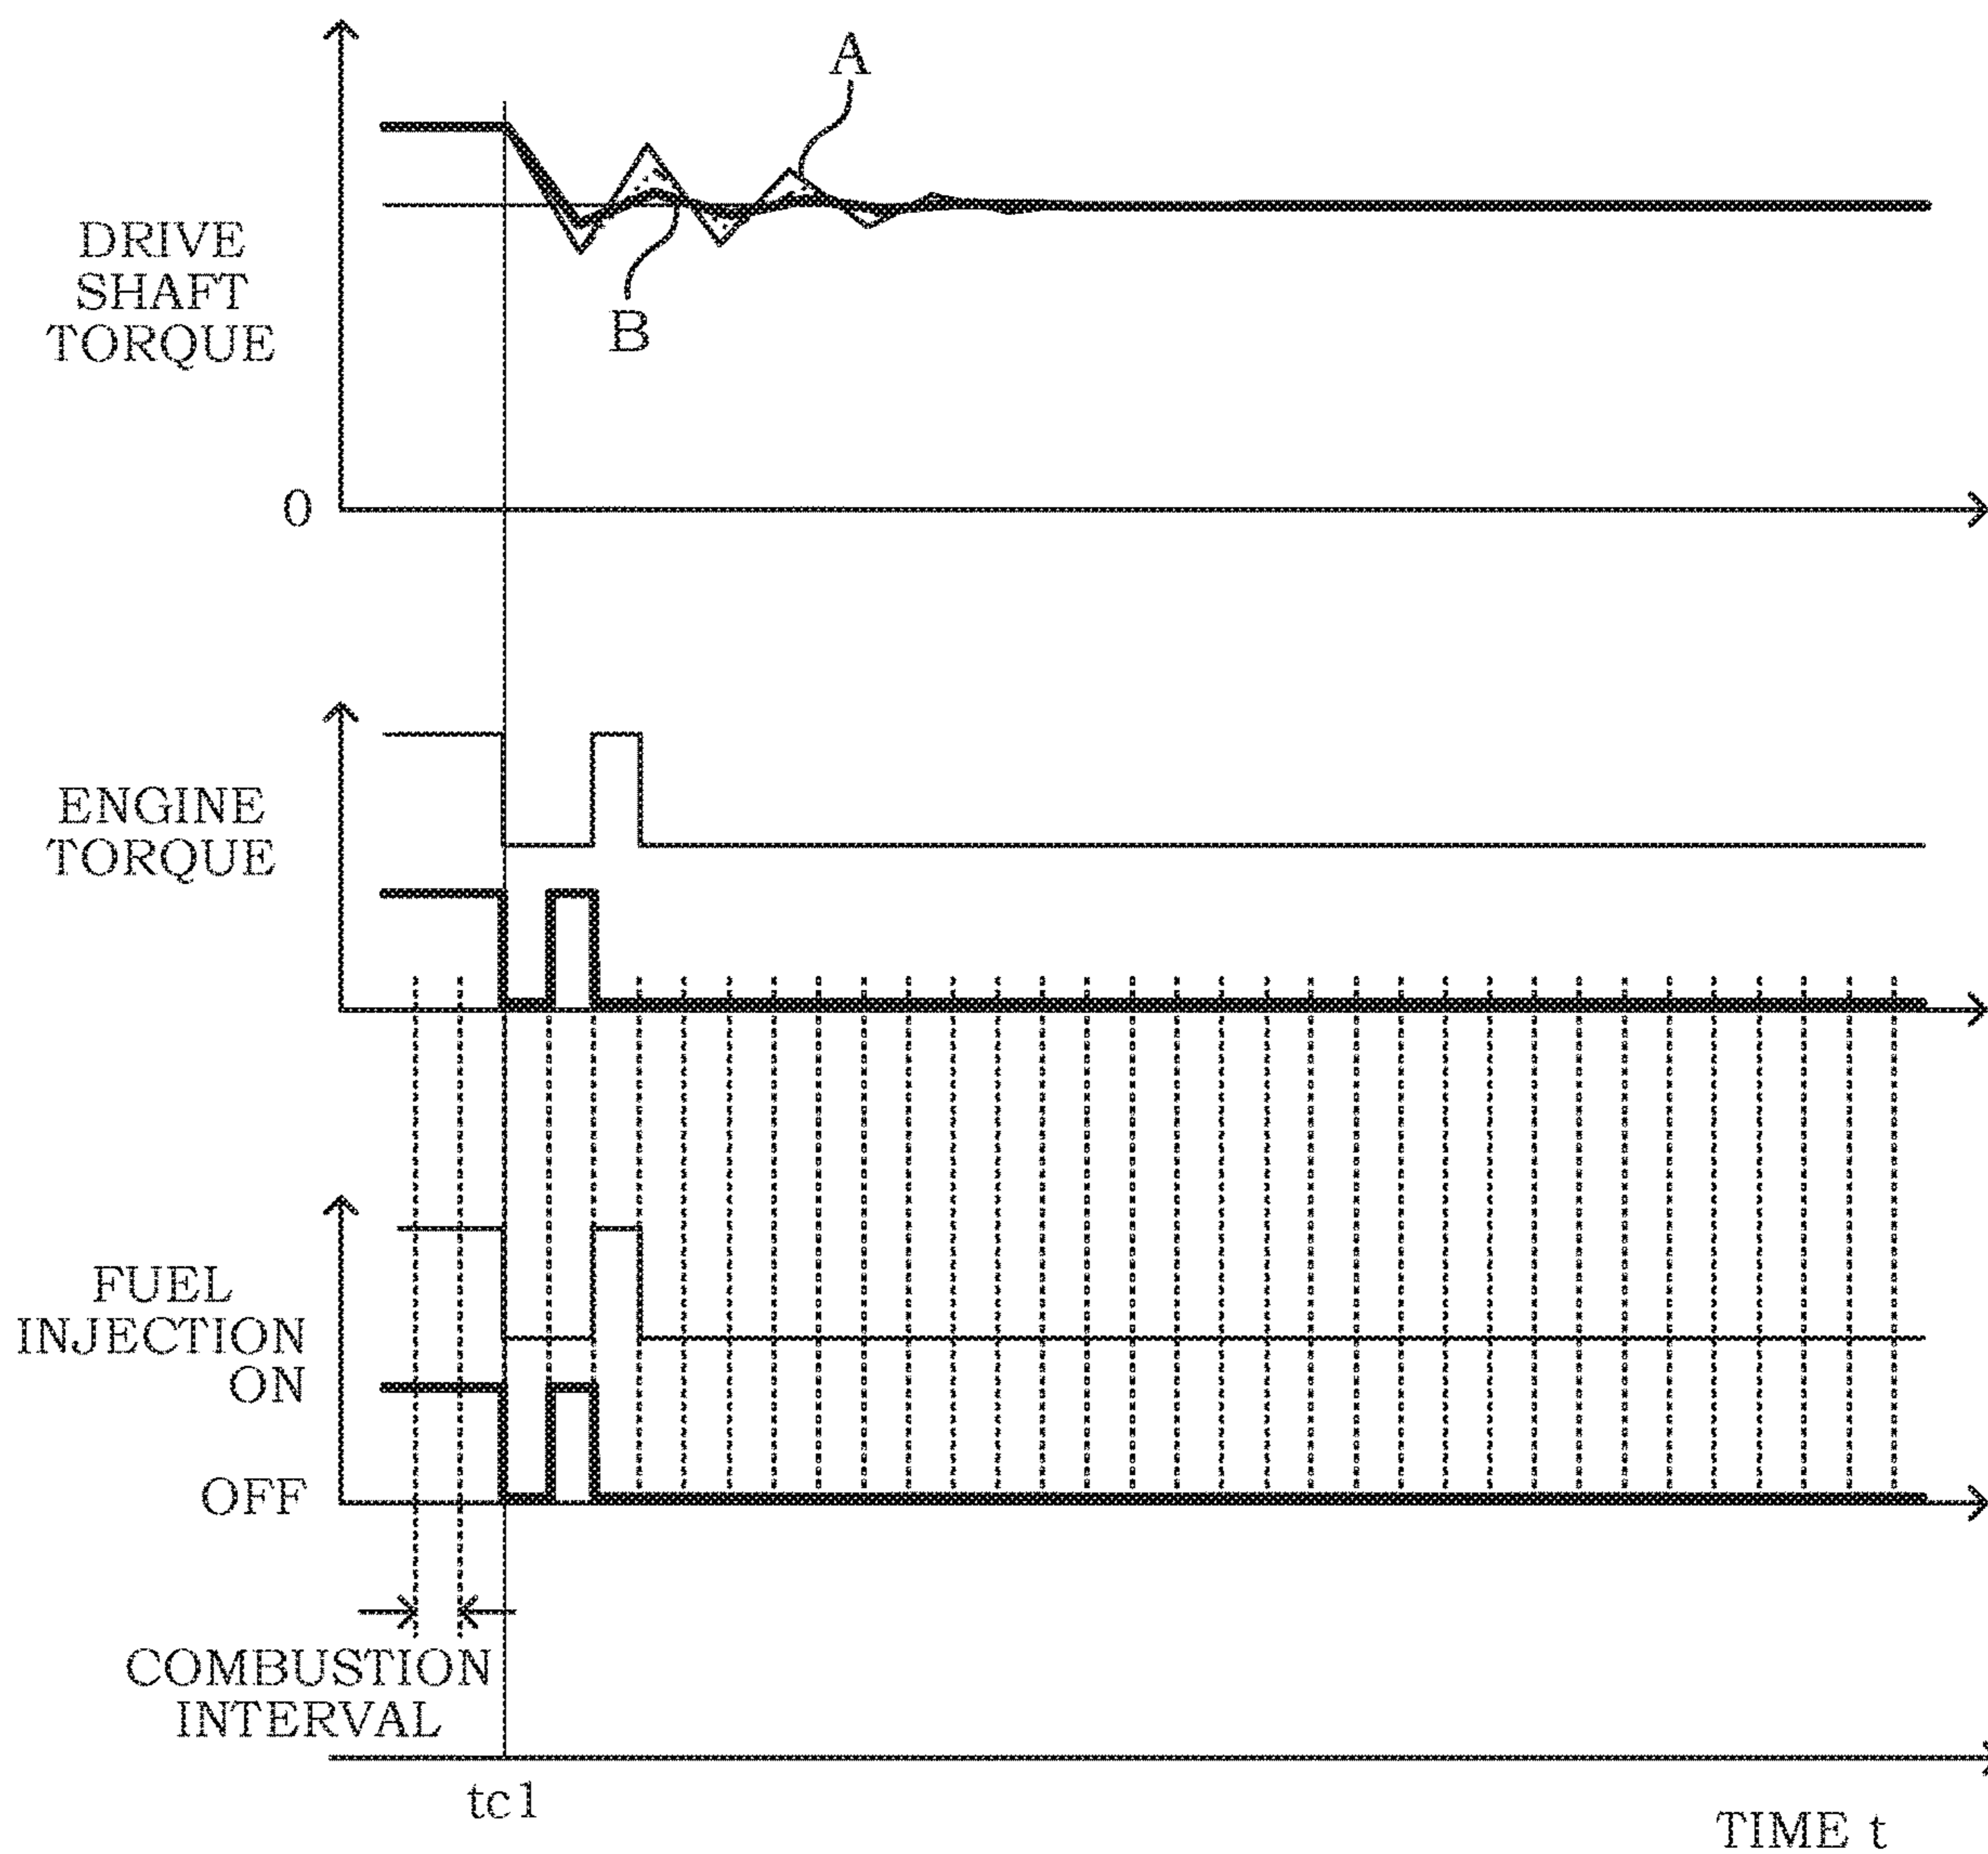 A
DRIVE
SHAFT
TORQUE
B
0
ENGINE
TORQUE
FUEL
INJECTION
ON
OFF
COMBUSTION
INTERVAL
tc1
TIME t